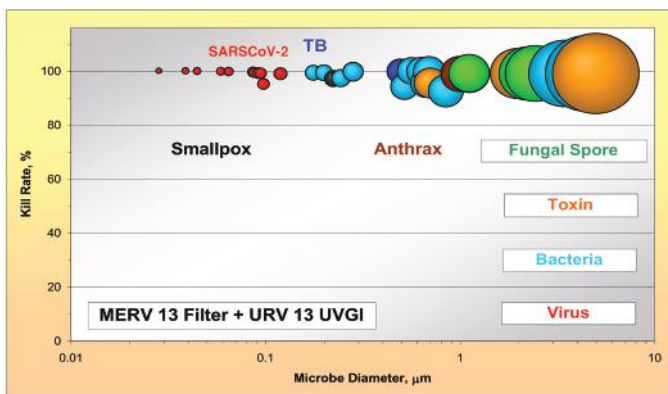 SARSCoV-2
TB
100
80
60
40
20
0
Kill Rate, %
Smallpox
Anthrax
Fungal Spore
Toxin
Bacteria
Virus
MERV 13 Filter + URV 13 UVGI
0.01
0.1
1
10
Microbe Diameter, μm